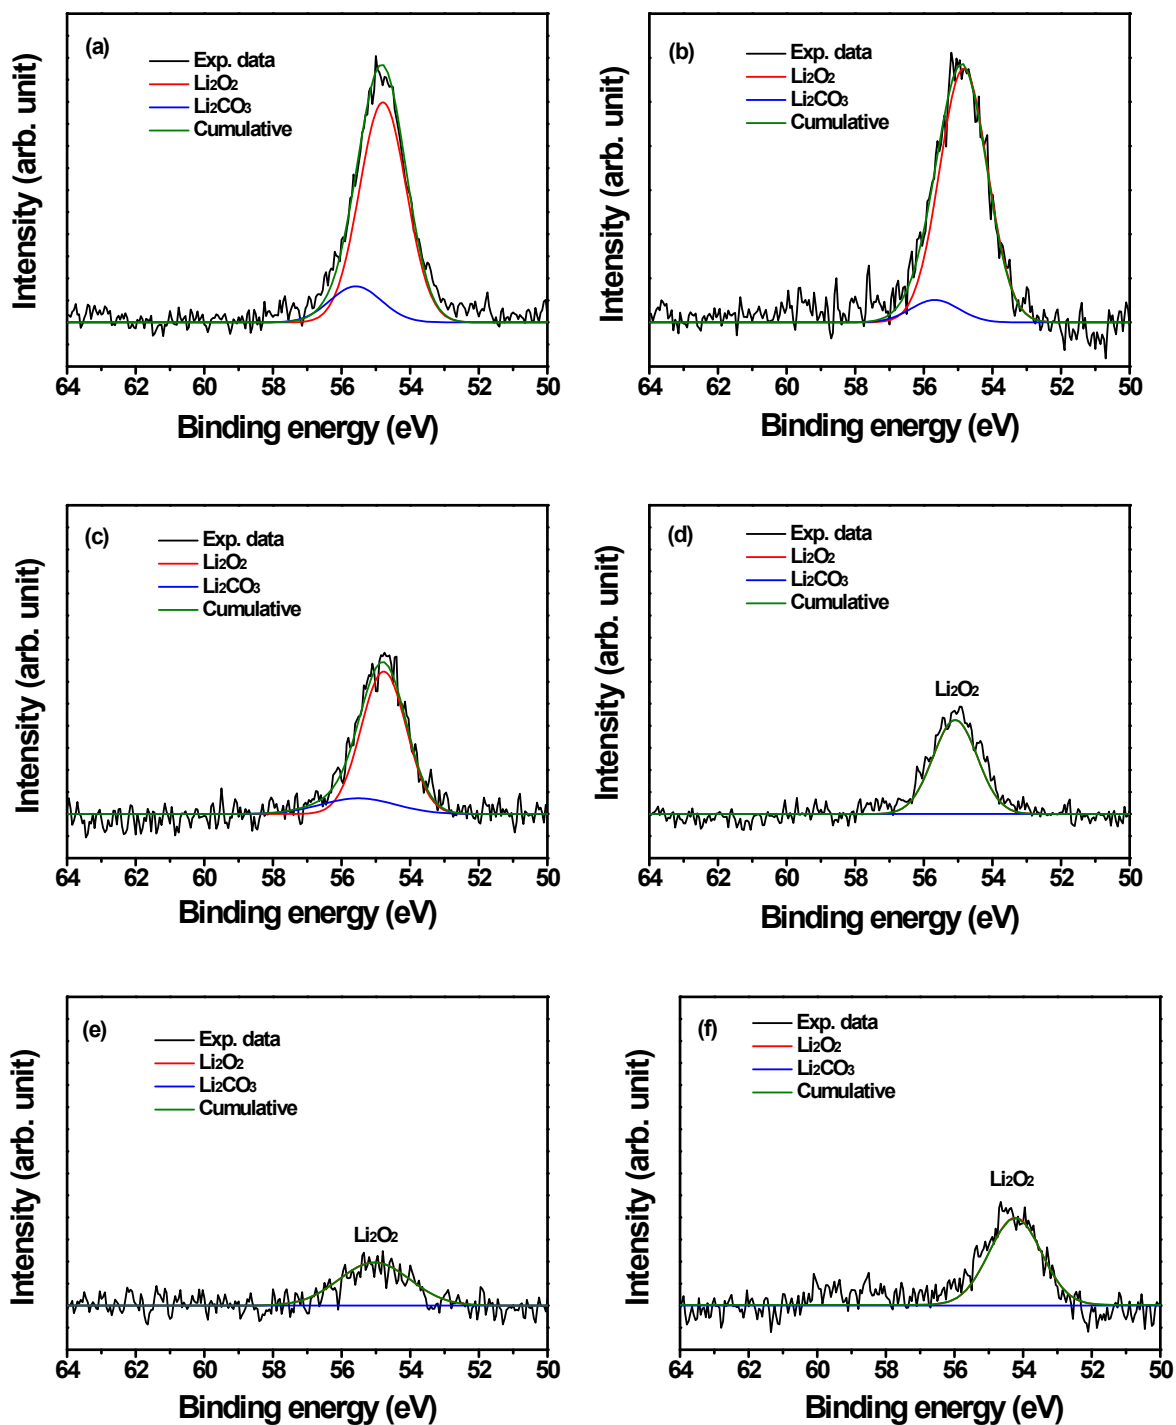 (a)
Exp. data
Li₂O₂
Li₂CO₃
Cumulative
Intensity (arb. unit)
64 62 60 58 56 54 52 50
Binding energy (eV)
(b)
Exp. data
Li₂O₂
Li₂CO₃
Cumulative
Intensity (arb. unit)
64 62 60 58 56 54 52 50
Binding energy (eV)
(c)
Exp. data
Li₂O₂
Li₂CO₃
Cumulative
Intensity (arb. unit)
64 62 60 58 56 54 52 50
Binding energy (eV)
(d)
Exp. data
Li₂O₂
Li₂CO₃
Cumulative
Li₂O₂
Intensity (arb. unit)
64 62 60 58 56 54 52 50
Binding energy (eV)
(e)
Exp. data
Li₂O₂
Li₂CO₃
Cumulative
Li₂O₂
Intensity (arb. unit)
64 62 60 58 56 54 52 50
Binding energy (eV)
(f)
Exp. data
Li₂O₂
Li₂CO₃
Cumulative
Li₂O₂
Intensity (arb. unit)
64 62 60 58 56 54 52 50
Binding energy (eV)